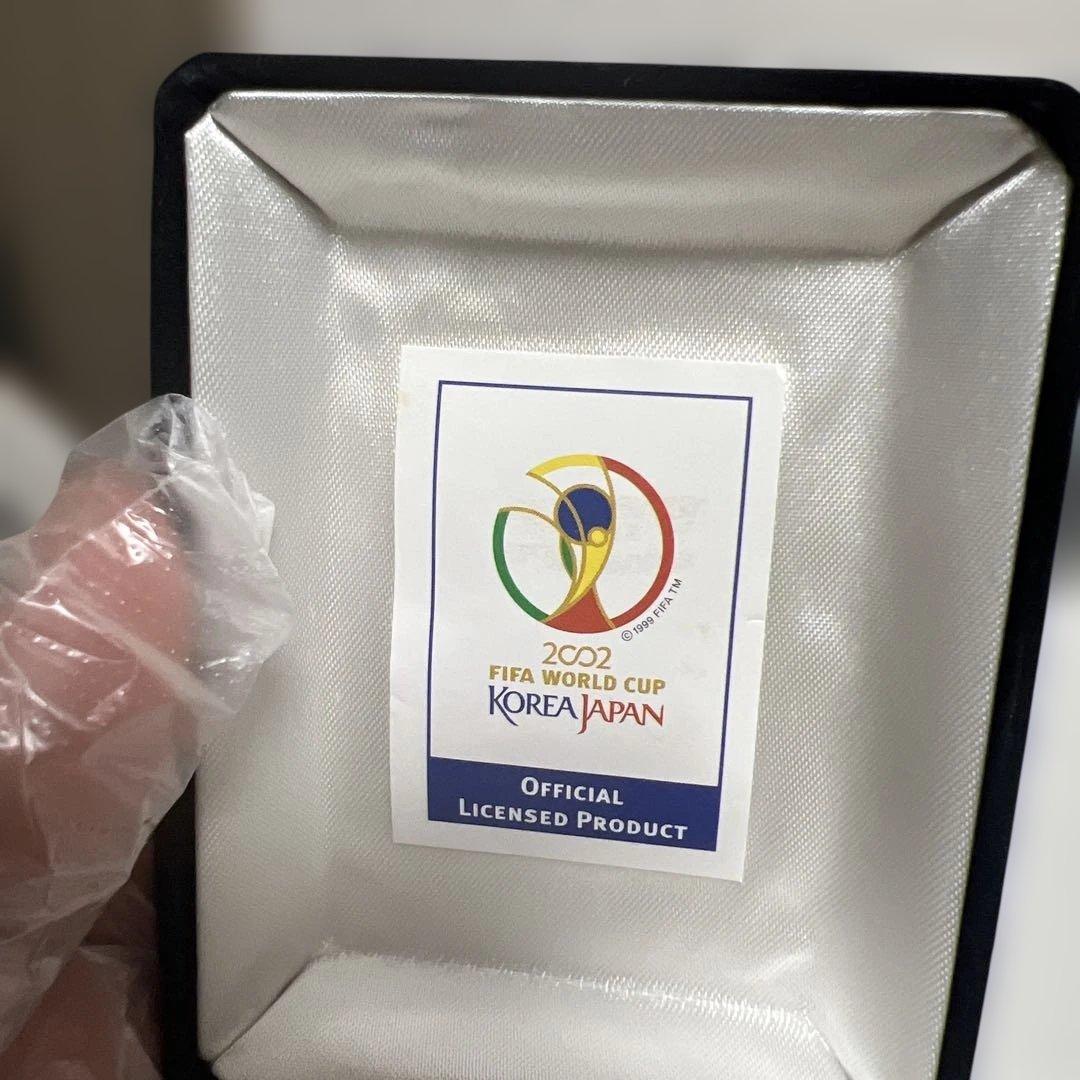 ©1999 FIFA TM
2002
FIFA WORLD CUP
KOREA JAPAN
OFFICIAL
LICENSED PRODUCT